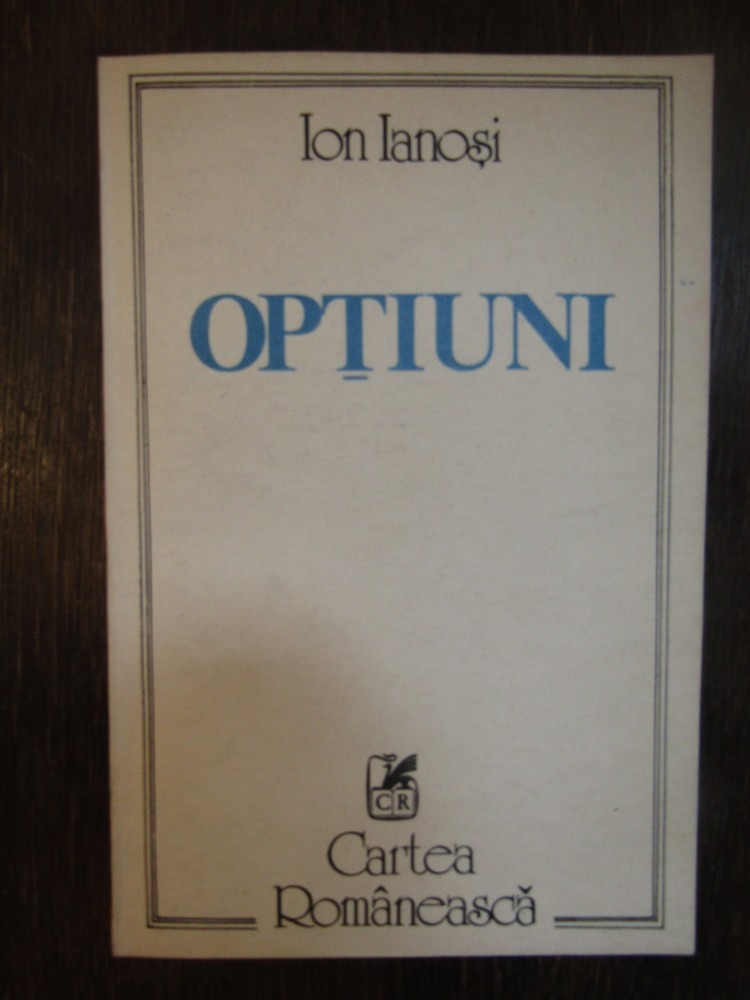 Ion Ianoși
OPȚIUNI
CR
Cartea
Românească